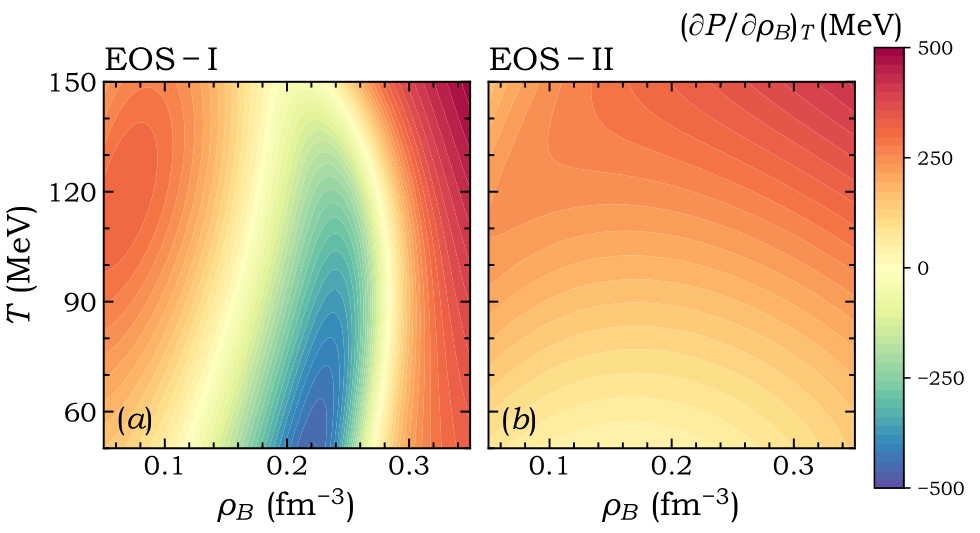 (∂P/∂ρ_B)_T (MeV)
EOS – I
EOS – II
150
120
90
60
T (MeV)
(a)
(b)
0.1 0.2 0.3
0.1 0.2 0.3
ρ_B (fm⁻³)
ρ_B (fm⁻³)
500
250
0
−250
−500